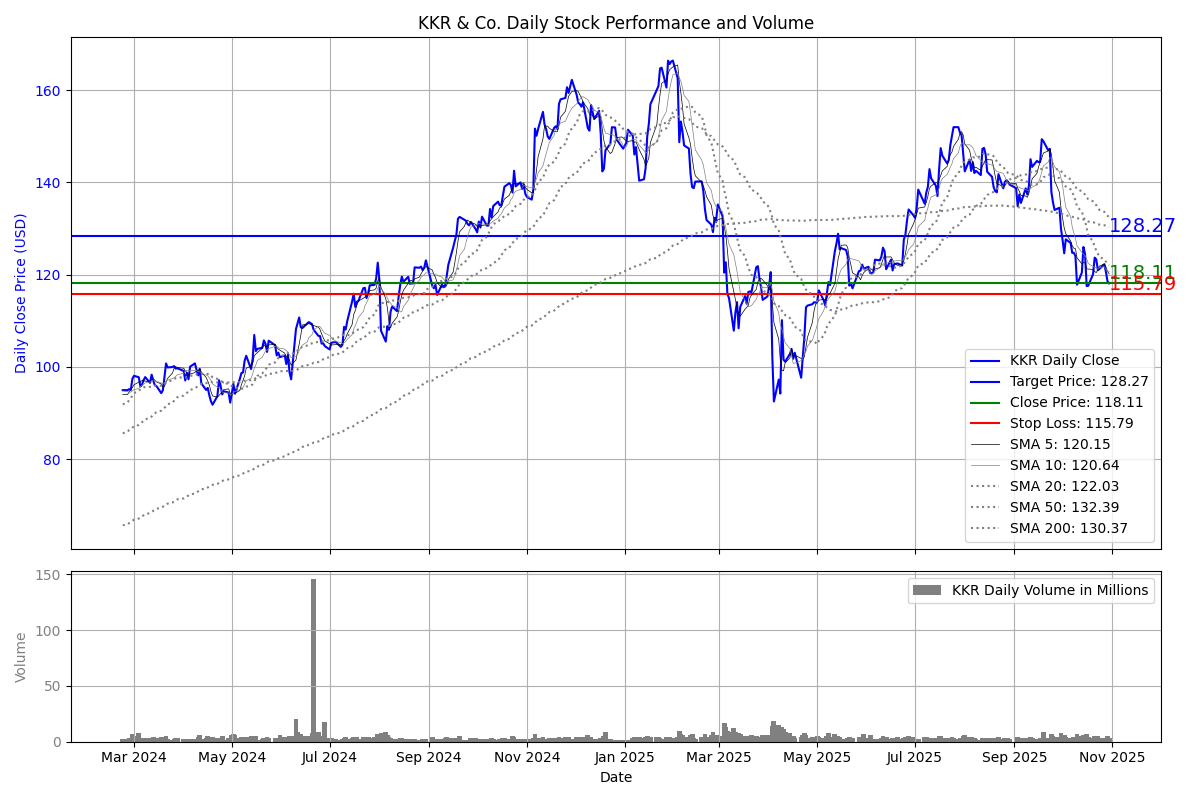 KKR & Co. Daily Stock Performance and Volume
Daily Close Price (USD)
160
140
120
100
80
128.27
118.11
115.79
KKR Daily Close
Target Price: 128.27
Close Price: 118.11
Stop Loss: 115.79
SMA 5: 120.15
SMA 10: 120.64
SMA 20: 122.03
SMA 50: 132.39
SMA 200: 130.37
Volume
150
100
50
0
KKR Daily Volume in Millions
Mar 2024 May 2024 Jul 2024 Sep 2024 Nov 2024 Jan 2025 Mar 2025 May 2025 Jul 2025 Sep 2025 Nov 2025
Date